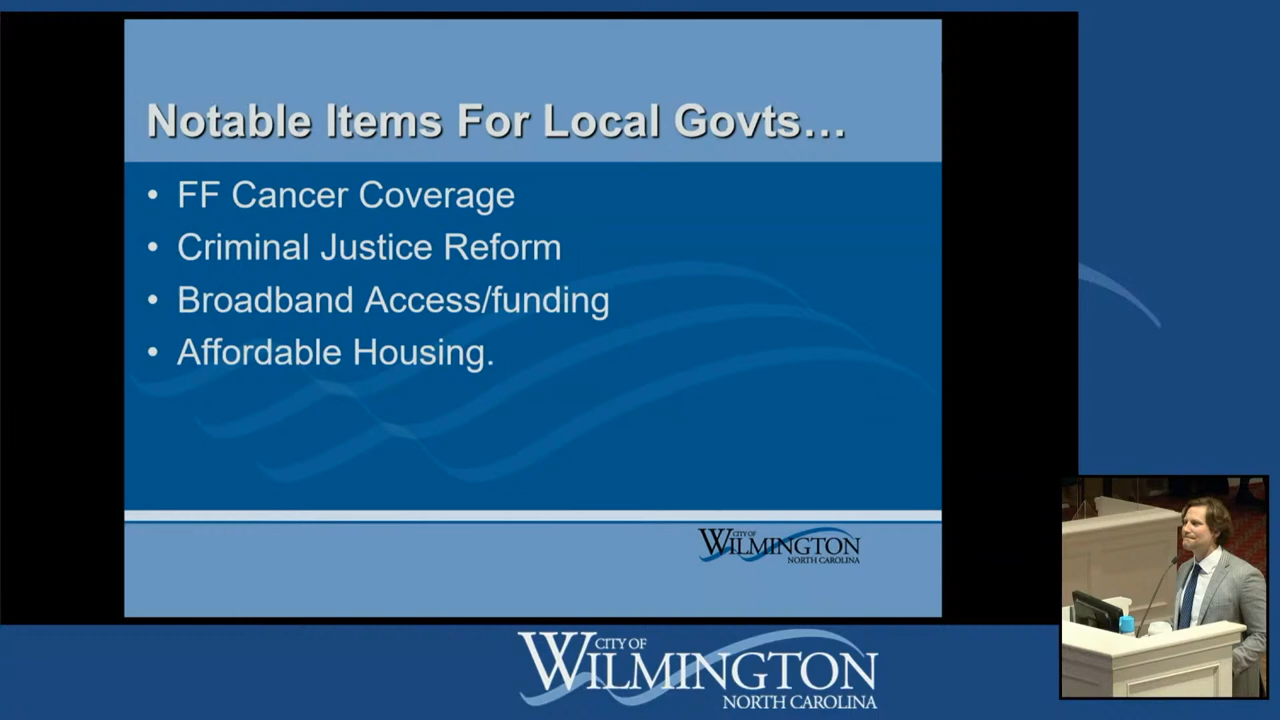 Notable Items For Local Govts…
• FF Cancer Coverage
• Criminal Justice Reform
• Broadband Access/funding
• Affordable Housing.
CITY OF
WILMINGTON
NORTH CAROLINA
CITY OF
WILMINGTON
NORTH CAROLINA